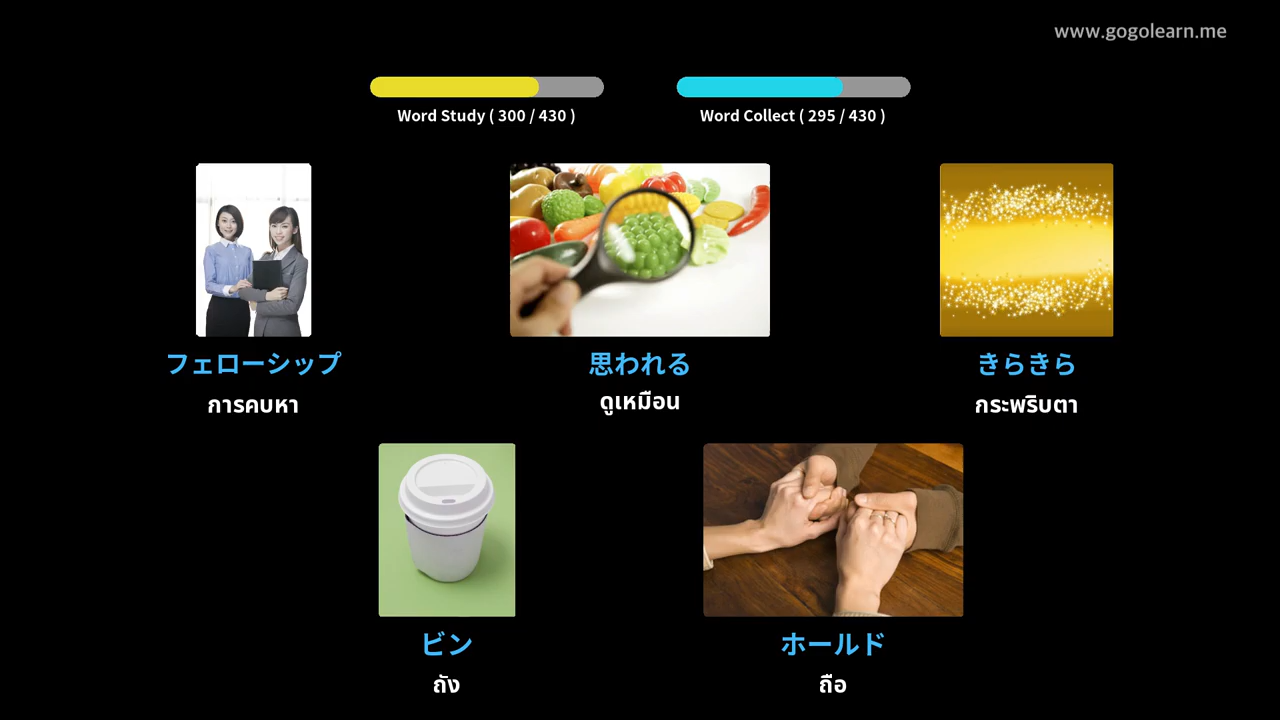 www.gogolearn.me
Word Study ( 300 / 430 )
Word Collect ( 295 / 430 )
フェローシップ
思われる
きらきら
การคบหา
ดูเหมือน
กระพริบตา
ビン
ホールド
ถัง
ถือ